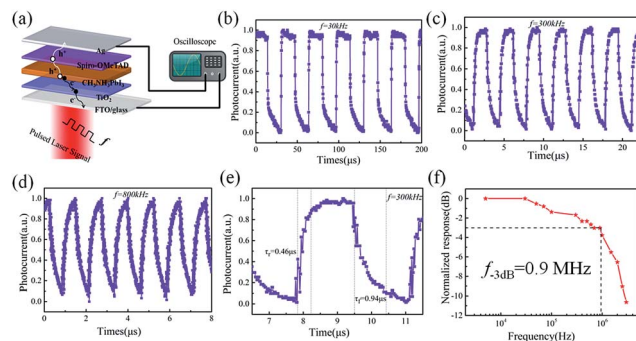 (a)
Oscilloscope
Ag
h⁺
Spiro-OMeTAD
h⁺
CH₃NH₃PbI₃
e⁻
TiO₂
e⁻
FTO/glass
Pulsed Laser Signal
f
(b)
f=30kHz
Photocurrent(a.u.)
1.0
0.8
0.6
0.4
0.2
0.0
0 50 100 150 200
Times(μs)
(c)
f=300kHz
Photocurrent(a.u.)
1.0
0.8
0.6
0.4
0.2
0.0
0 5 10 15 20
Times(μs)
(d)
f=800kHz
Photocurrent(a.u.)
1.0
0.8
0.6
0.4
0.2
0.0
0 2 4 6 8
Times(μs)
(e)
f=300kHz
Photocurrent(a.u.)
1.0
0.8
0.6
0.4
0.2
0.0
τr=0.46μs
τf=0.94μs
7 8 9 10 11
Time(μs)
(f)
Normalized response(dB)
2
0
-2
-4
-6
-8
-10
-12
f-3dB=0.9 MHz
10⁴ 10⁵ 10⁶
Frequency(Hz)